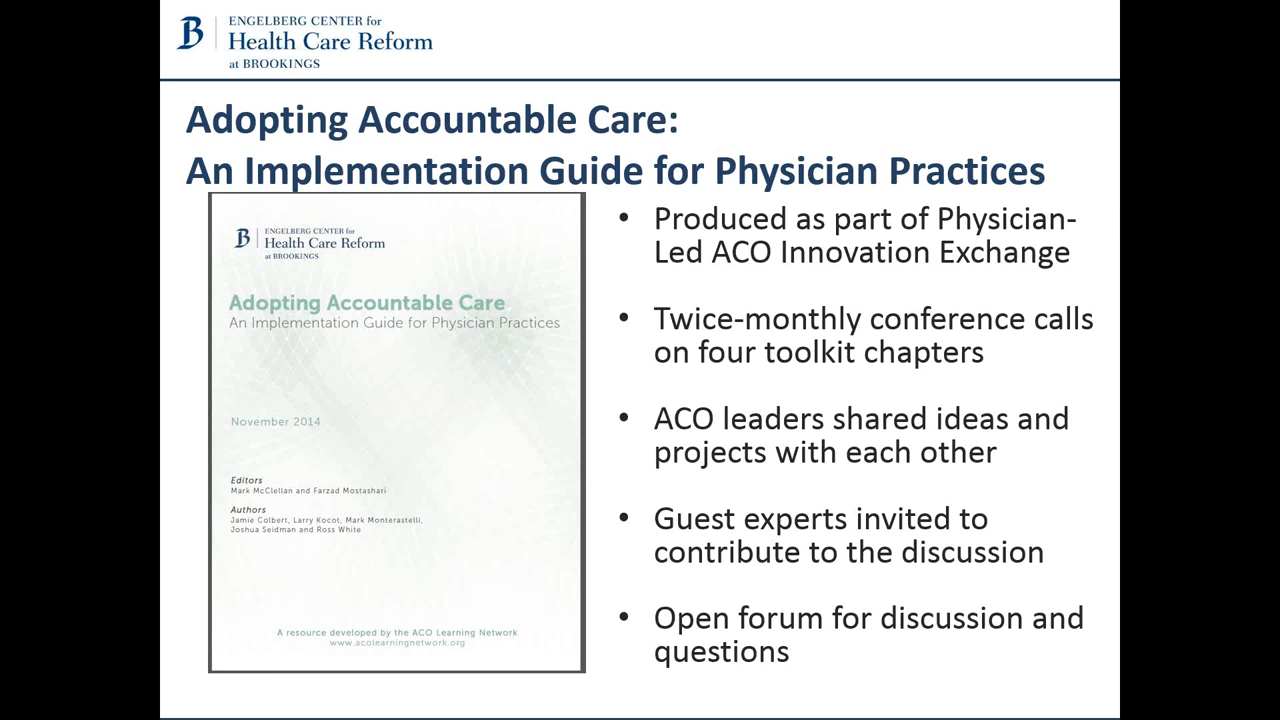 B
ENGELBERG CENTER for
Health Care Reform
at BROOKINGS
Adopting Accountable Care:
An Implementation Guide for Physician Practices
B
ENGELBERG CENTER for
Health Care Reform
at BROOKINGS
Adopting Accountable Care
An Implementation Guide for Physician Practices
November 2014
Editors
Mark McClellan and Farzad Mostashari
Authors
Jamie Colbert, Larry Kocot, Mark Monterastelli,
Joshua Seidman and Ross White
A resource developed by the ACO Learning Network
www.acolearningnetwork.org
• Produced as part of Physician-
Led ACO Innovation Exchange
• Twice-monthly conference calls
on four toolkit chapters
• ACO leaders shared ideas and
projects with each other
• Guest experts invited to
contribute to the discussion
• Open forum for discussion and
questions